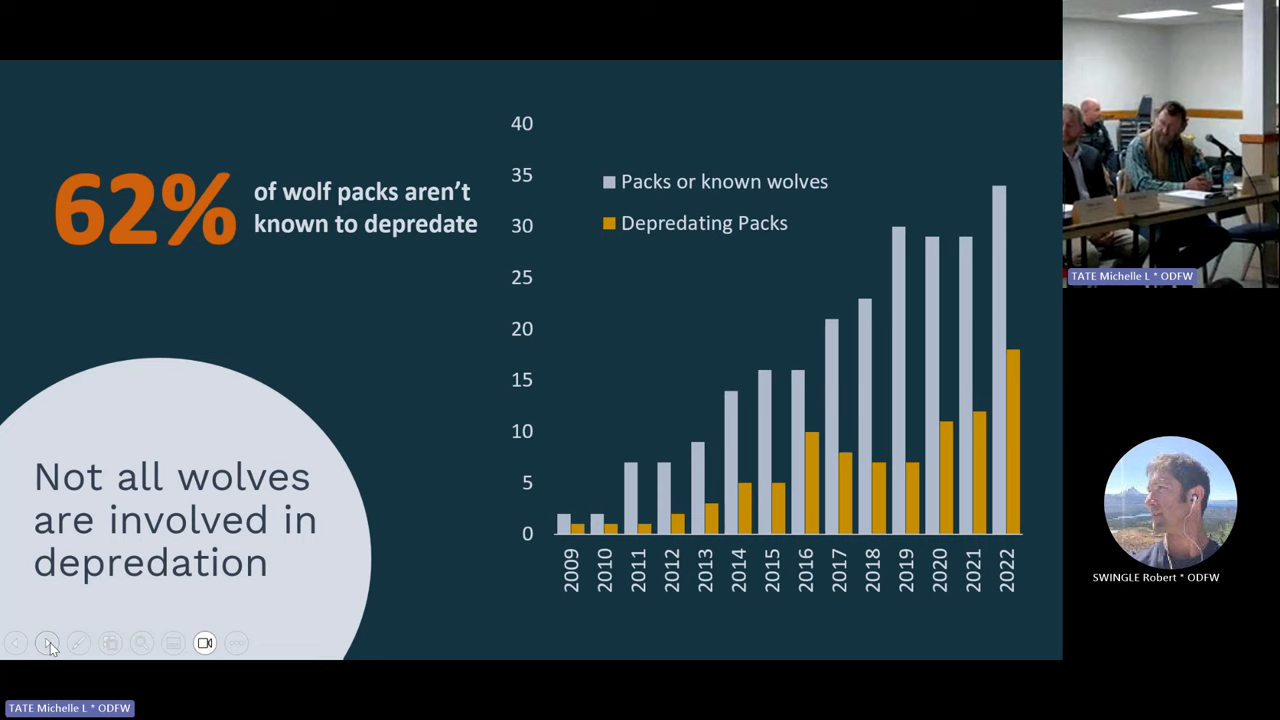 62%
of wolf packs aren't
known to depredate
Not all wolves
are involved in
depredation
40
35
30
25
20
15
10
5
0
Packs or known wolves
Depredating Packs
2009
2010
2011
2012
2013
2014
2015
2016
2017
2018
2019
2020
2021
2022
TATE Michelle L * ODFW
SWINGLE Robert * ODFW
TATE Michelle L * ODFW